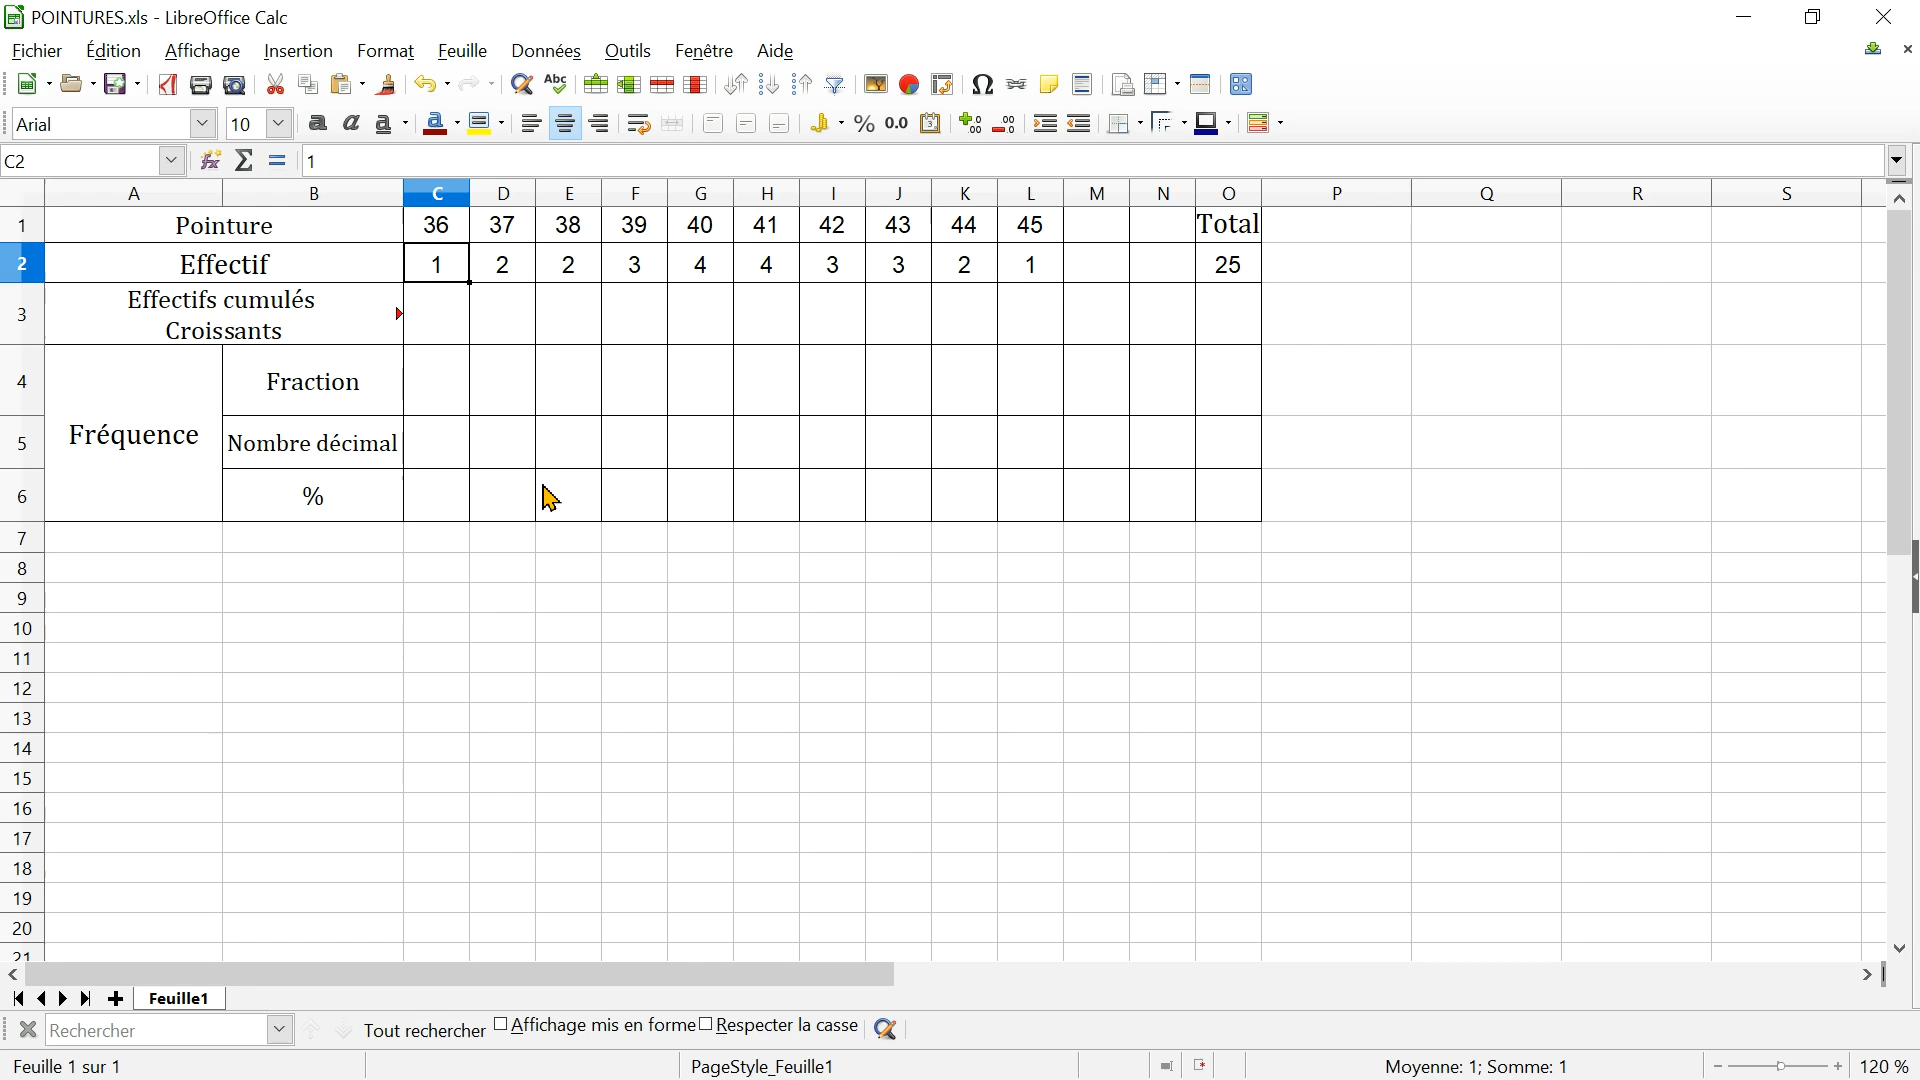 POINTURES.xls - LibreOffice Calc
Fichier Édition Affichage Insertion Format Feuille Données Outils Fenêtre Aide
Arial 10
C2 1
A B C D E F G H I J K L M N O P Q R S
1 Pointure 36 37 38 39 40 41 42 43 44 45 Total
2 Effectif 1 2 2 3 4 4 3 3 2 1 25
3 Effectifs cumulés
Croissants
4 Fraction
Fréquence
5 Nombre décimal
6 %
7
8
9
10
11
12
13
14
15
16
17
18
19
20
21
Feuille1
Rechercher Tout rechercher Affichage mis en forme Respecter la casse
Feuille 1 sur 1 PageStyle_Feuille1 Moyenne: 1; Somme: 1 120 %